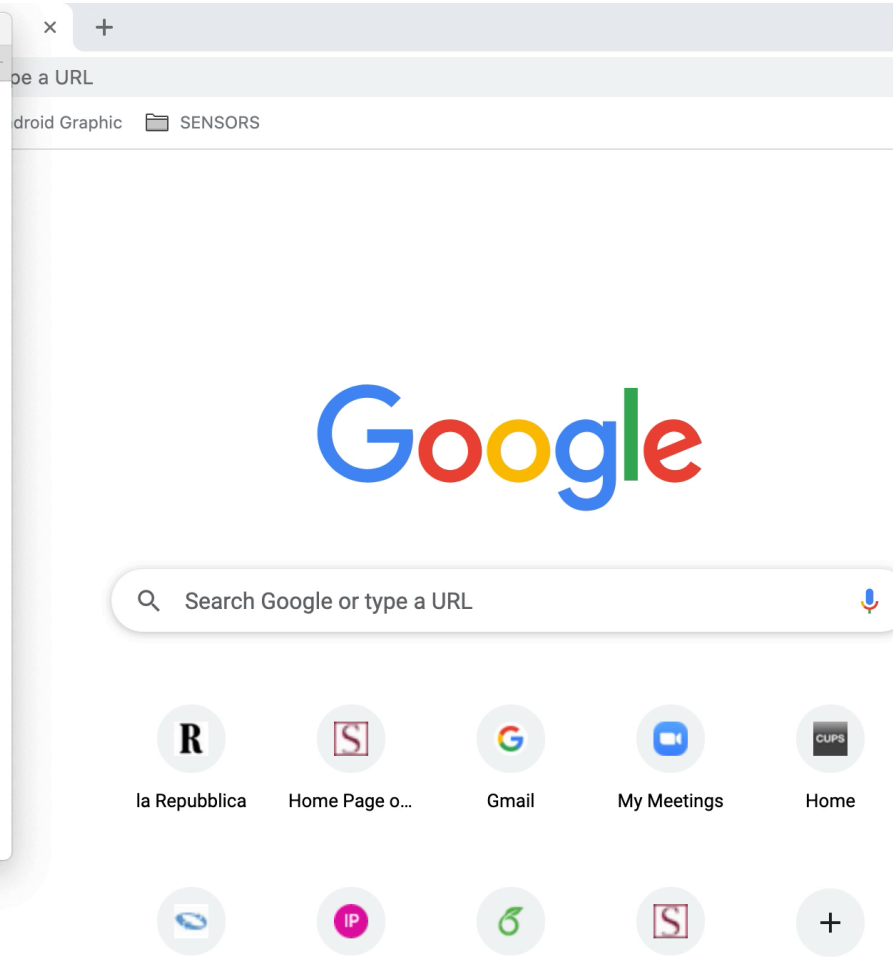 pe a URL
droid Graphic SENSORS
Google
Search Google or type a URL
R S G CUPS
la Repubblica Home Page o... Gmail My Meetings Home
IP 6 S